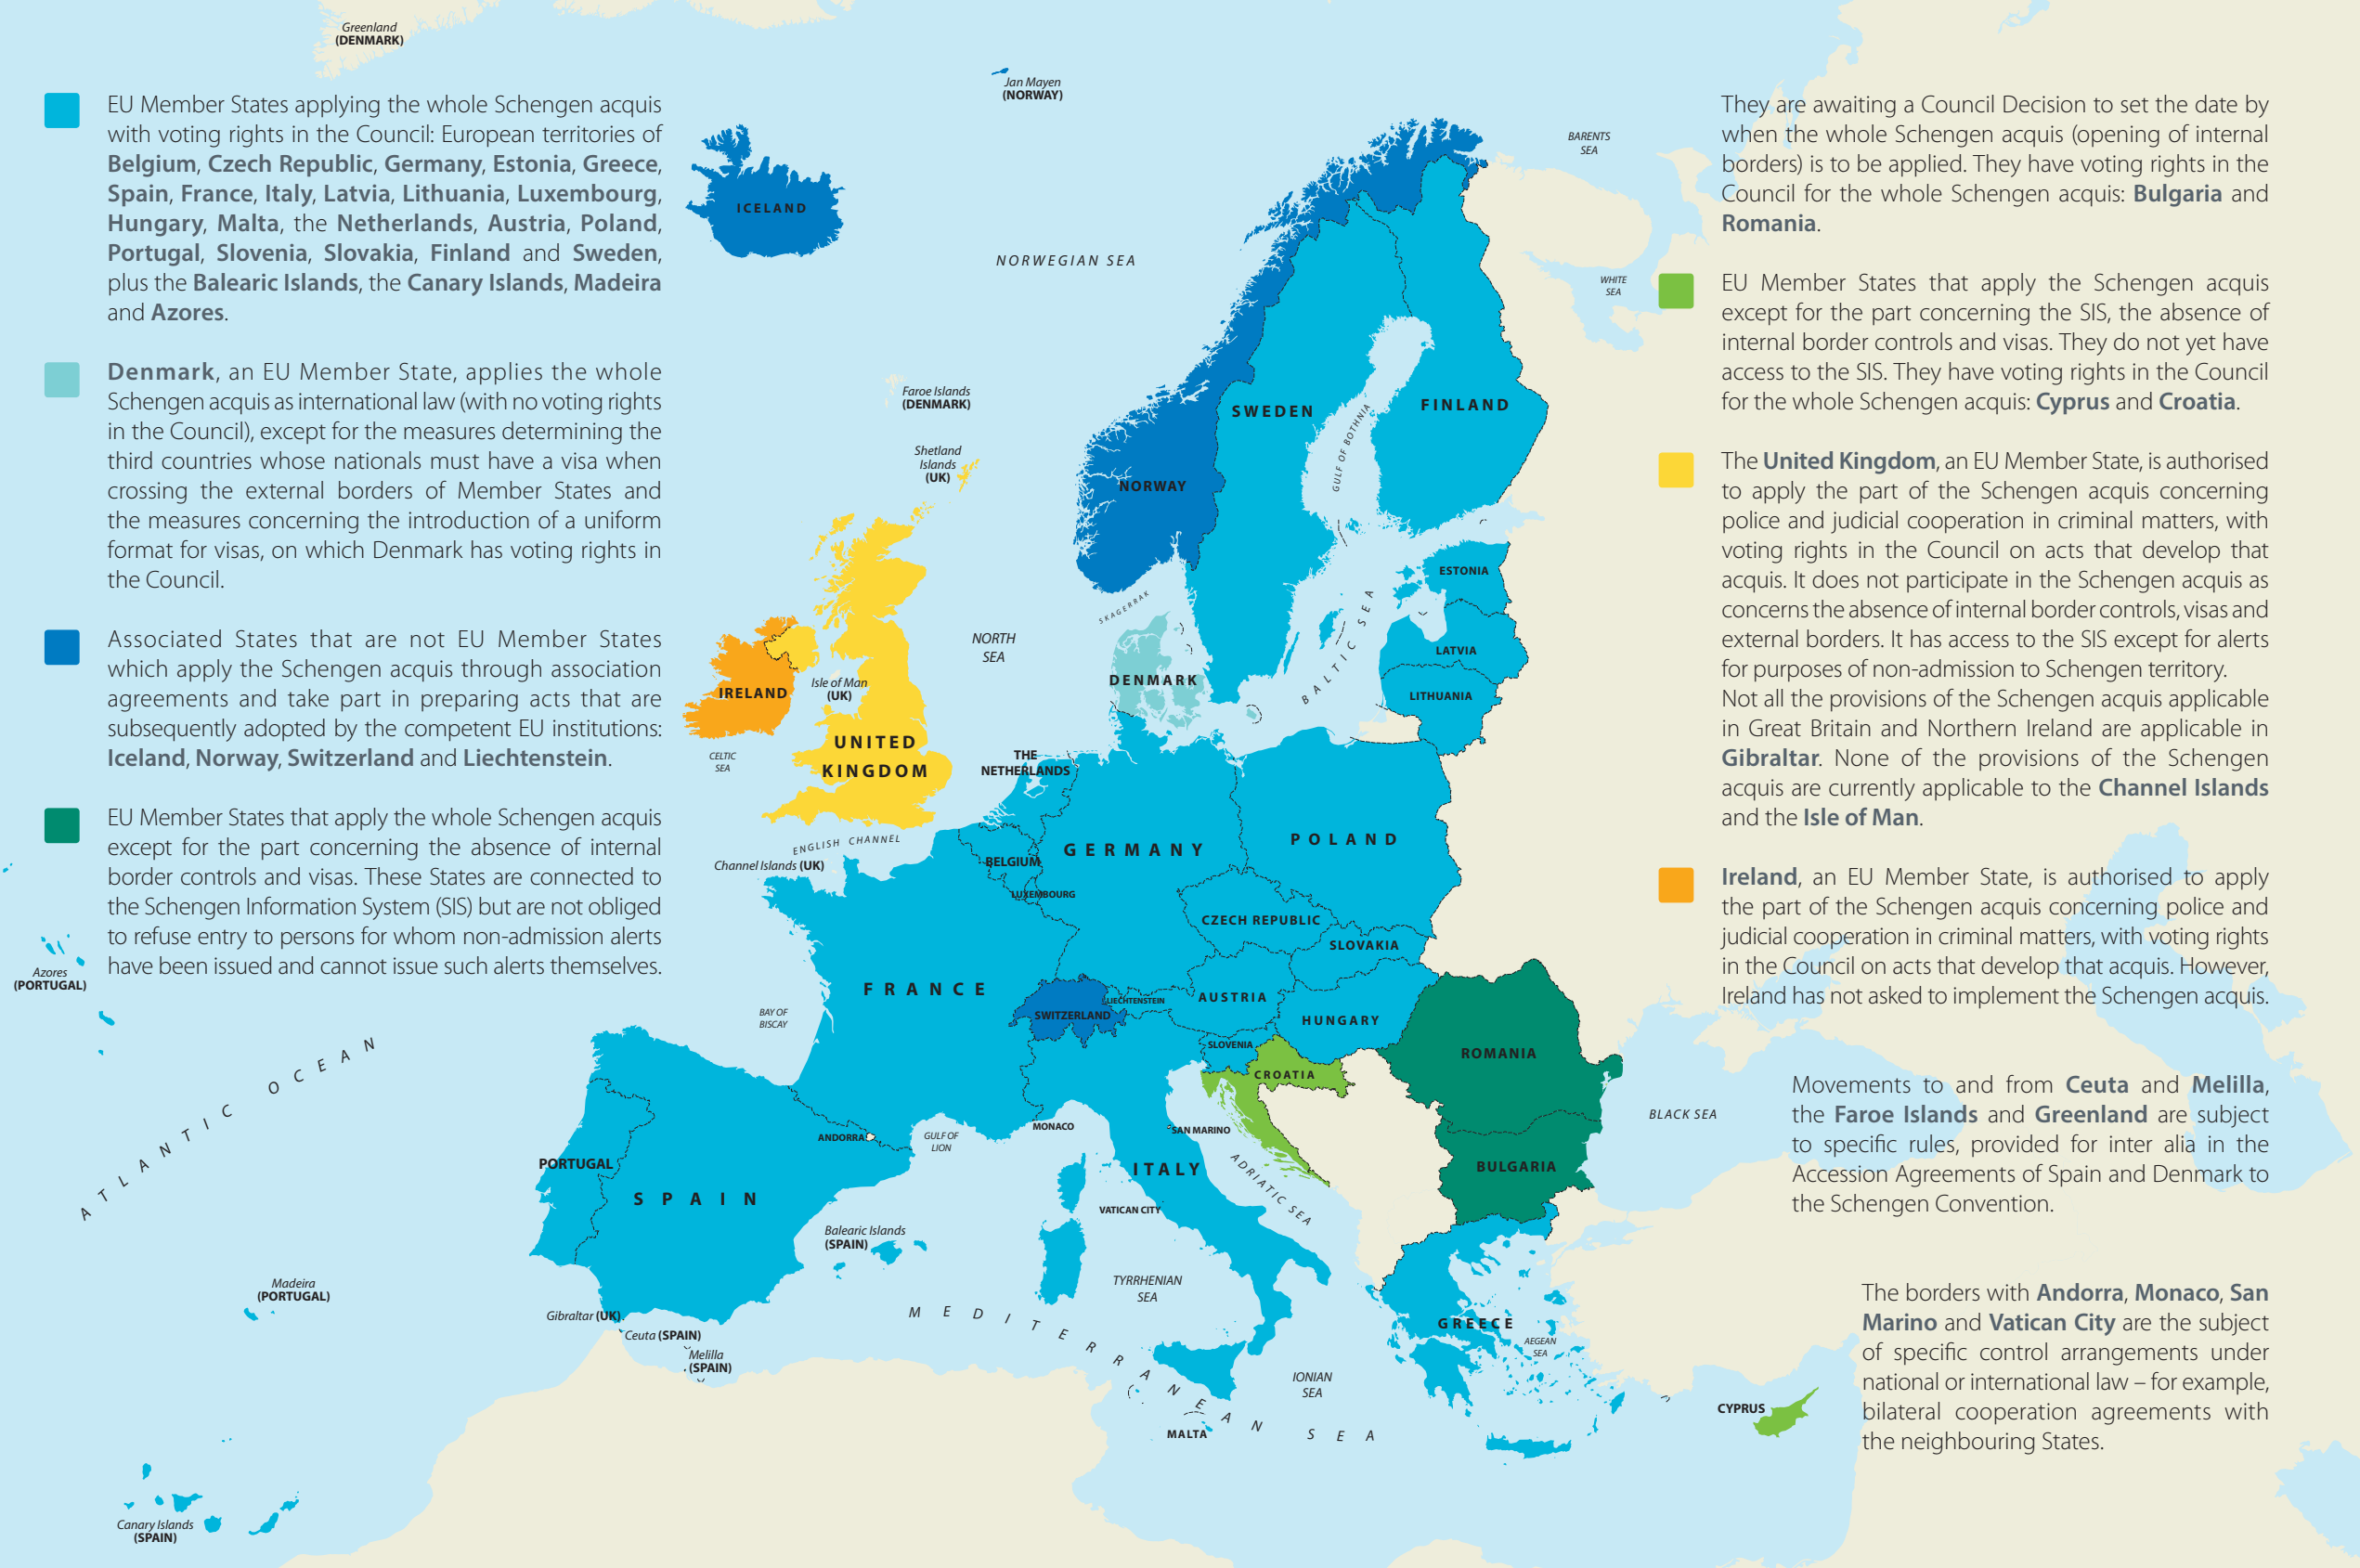 EU Member States applying the whole Schengen acquis
with voting rights in the Council: European territories of
Belgium, Czech Republic, Germany, Estonia, Greece,
Spain, France, Italy, Latvia, Lithuania, Luxembourg,
Hungary, Malta, the Netherlands, Austria, Poland,
Portugal, Slovenia, Slovakia, Finland and Sweden,
plus the Balearic Islands, the Canary Islands, Madeira
and Azores.
Denmark, an EU Member State, applies the whole
Schengen acquis as international law (with no voting rights
in the Council), except for the measures determining the
third countries whose nationals must have a visa when
crossing the external borders of Member States and
the measures concerning the introduction of a uniform
format for visas, on which Denmark has voting rights in
the Council.
Associated States that are not EU Member States
which apply the Schengen acquis through association
agreements and take part in preparing acts that are
subsequently adopted by the competent EU institutions:
Iceland, Norway, Switzerland and Liechtenstein.
EU Member States that apply the whole Schengen acquis
except for the part concerning the absence of internal
border controls and visas. These States are connected to
the Schengen Information System (SIS) but are not obliged
to refuse entry to persons for whom non-admission alerts
have been issued and cannot issue such alerts themselves.
They are awaiting a Council Decision to set the date by
when the whole Schengen acquis (opening of internal
borders) is to be applied. They have voting rights in the
Council for the whole Schengen acquis: Bulgaria and
Romania.
EU Member States that apply the Schengen acquis
except for the part concerning the SIS, the absence of
internal border controls and visas. They do not yet have
access to the SIS. They have voting rights in the Council
for the whole Schengen acquis: Cyprus and Croatia.
The United Kingdom, an EU Member State, is authorised
to apply the part of the Schengen acquis concerning
police and judicial cooperation in criminal matters, with
voting rights in the Council on acts that develop that
acquis. It does not participate in the Schengen acquis as
concerns the absence of internal border controls, visas and
external borders. It has access to the SIS except for alerts
for purposes of non-admission to Schengen territory.
Not all the provisions of the Schengen acquis applicable
in Great Britain and Northern Ireland are applicable in
Gibraltar. None of the provisions of the Schengen
acquis are currently applicable to the Channel Islands
and the Isle of Man.
Ireland, an EU Member State, is authorised to apply
the part of the Schengen acquis concerning police and
judicial cooperation in criminal matters, with voting rights
in the Council on acts that develop that acquis. However,
Ireland has not asked to implement the Schengen acquis.
Movements to and from Ceuta and Melilla,
the Faroe Islands and Greenland are subject
to specific rules, provided for inter alia in the
Accession Agreements of Spain and Denmark to
the Schengen Convention.
The borders with Andorra, Monaco, San
Marino and Vatican City are the subject
of specific control arrangements under
national or international law – for example,
bilateral cooperation agreements with
the neighbouring States.
Greenland
(DENMARK)
Jan Mayen
(NORWAY)
BARENTS
SEA
ICELAND
NORWEGIAN SEA
WHITE
SEA
Faroe Islands
(DENMARK)
SWEDEN
FINLAND
GULF OF BOTHNIA
Shetland
Islands
(UK)
NORWAY
ESTONIA
SKAGERRAK
BALTIC SEA
NORTH
SEA
LATVIA
DENMARK
LITHUANIA
IRELAND
Isle of Man
(UK)
UNITED
KINGDOM
CELTIC
SEA
THE
NETHERLANDS
ENGLISH CHANNEL
Channel Islands (UK)
BELGIUM
GERMANY
POLAND
LUXEMBOURG
CZECH REPUBLIC
SLOVAKIA
Azores
(PORTUGAL)
FRANCE
LIECHTENSTEIN
AUSTRIA
BAY OF
BISCAY
SWITZERLAND
HUNGARY
SLOVENIA
ROMANIA
CROATIA
ATLANTIC OCEAN
BLACK SEA
ANDORRA
GULF OF
LION
MONACO
SAN MARINO
PORTUGAL
ITALY
ADRIATIC SEA
BULGARIA
SPAIN
VATICAN CITY
Balearic Islands
(SPAIN)
TYRRHENIAN
SEA
Madeira
(PORTUGAL)
Gibraltar (UK)
Ceuta (SPAIN)
Melilla
(SPAIN)
MEDITERRANEAN SEA
GREECE
AEGEAN
SEA
IONIAN
SEA
MALTA
CYPRUS
Canary Islands
(SPAIN)